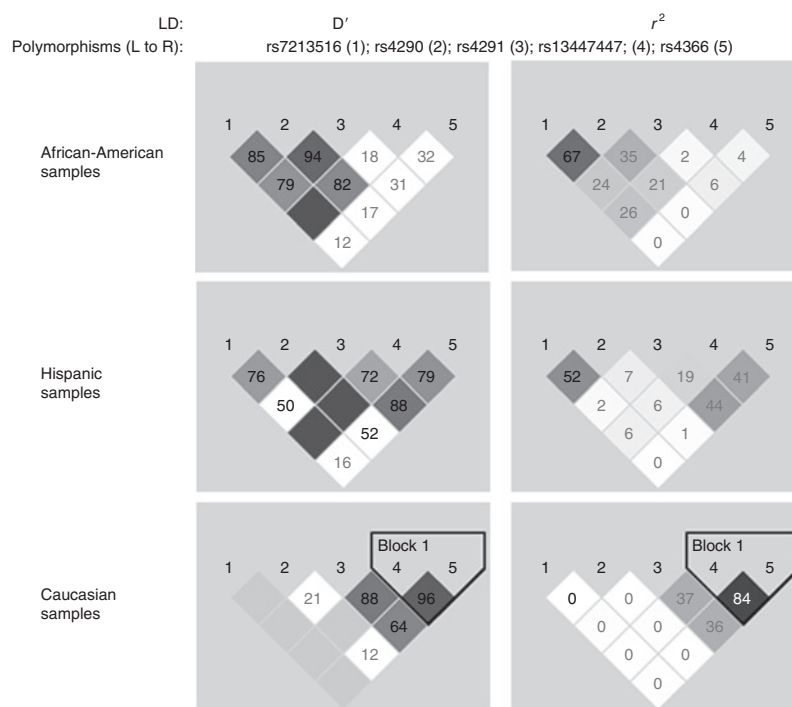 LD: D′ r²
Polymorphisms (L to R): rs7213516 (1); rs4290 (2); rs4291 (3); rs13447447; (4); rs4366 (5)
1 2 3 4 5 1 2 3 4 5
African-American
samples
85 94 18 32 67 35 2 4
79 82 31 24 21 6
17 26 0
12 0
1 2 3 4 5 1 2 3 4 5
Hispanic
samples
76 72 79 52 7 19 41
50 88 2 6 44
52 6 1
16 0
Block 1 Block 1
1 2 3 4 5 1 2 3 4 5
Caucasian
samples
21 88 96 0 0 37 84
64 0 0 36
12 0 0
0